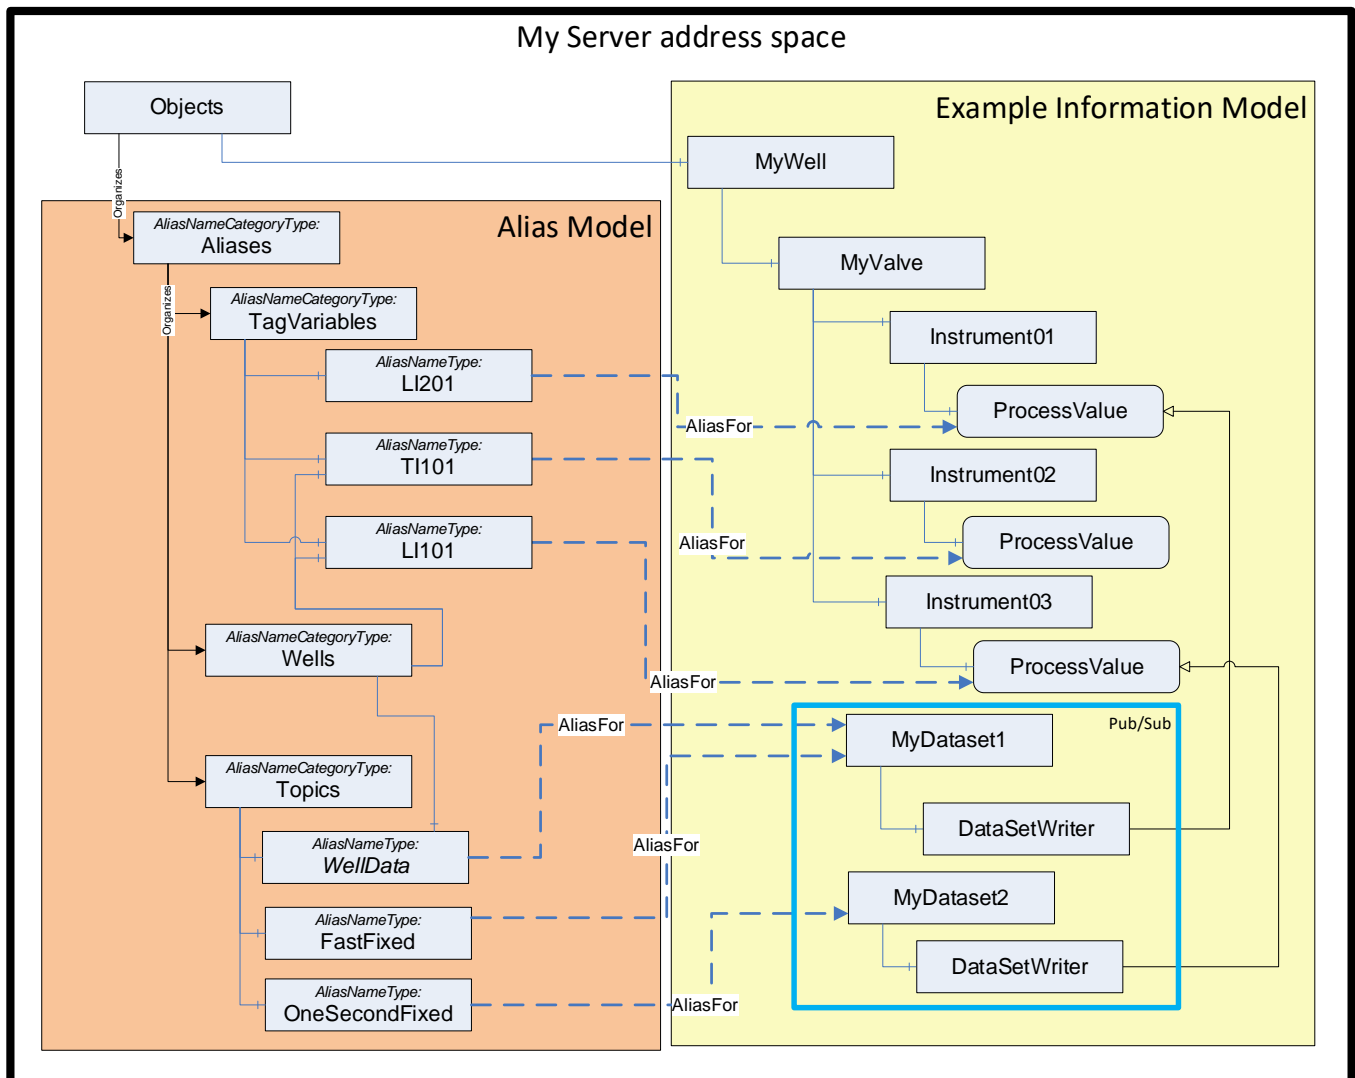 My Server address space
Objects
Organizes
Alias Model
AliasNameCategoryType:
Aliases
Organizes
AliasNameCategoryType:
TagVariables
AliasNameType:
LI201
AliasNameType:
TI101
AliasNameType:
LI101
AliasNameCategoryType:
Wells
AliasNameCategoryType:
Topics
AliasNameType:
WellData
AliasNameType:
FastFixed
AliasNameType:
OneSecondFixed
AliasFor
AliasFor
AliasFor
AliasFor
AliasFor
AliasFor
Example Information Model
MyWell
MyValve
Instrument01
ProcessValue
Instrument02
ProcessValue
Instrument03
ProcessValue
Pub/Sub
MyDataset1
DataSetWriter
MyDataset2
DataSetWriter